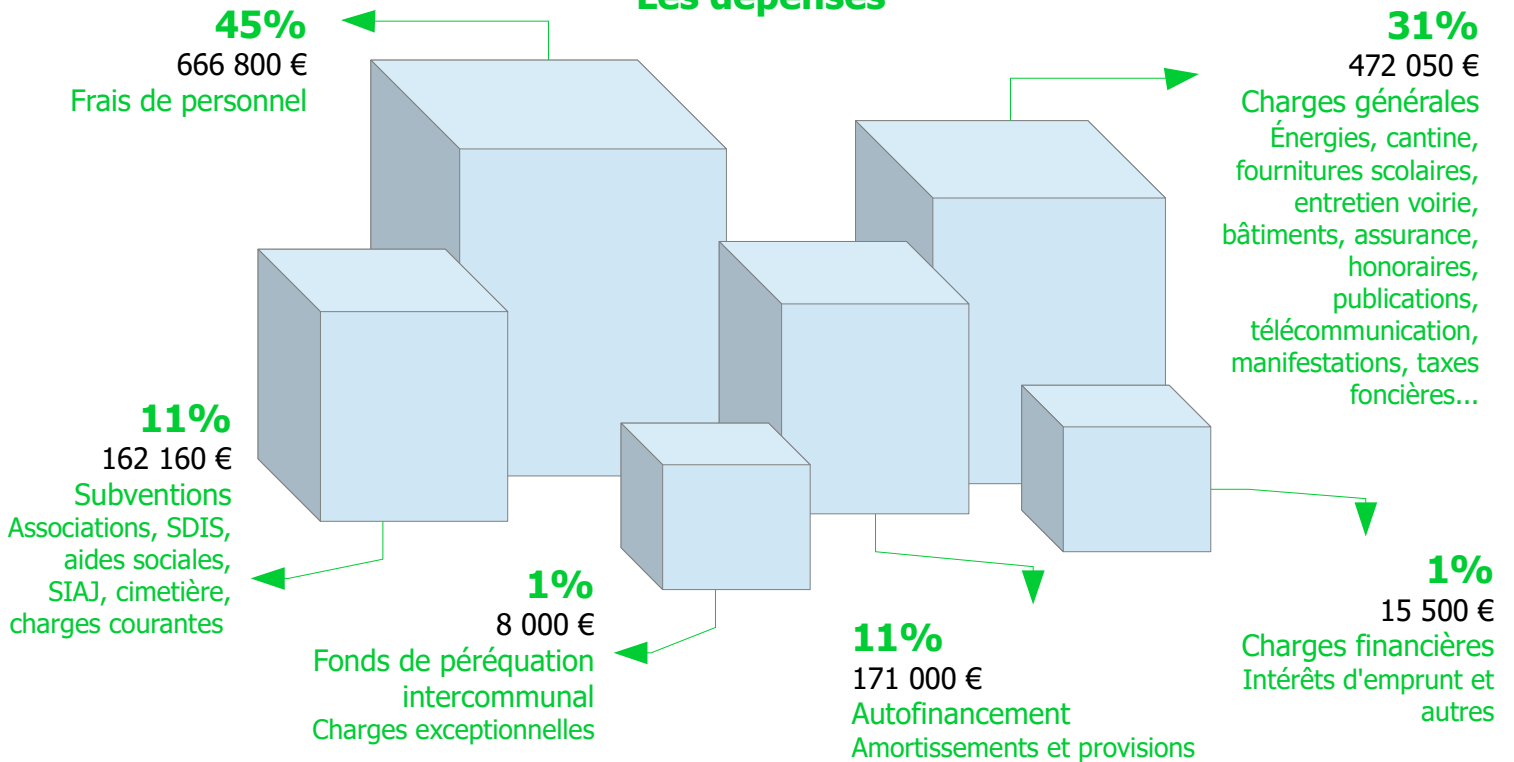 Les dépenses
45%
666 800 €
Frais de personnel
31%
472 050 €
Charges générales
Énergies, cantine,
fournitures scolaires,
entretien voirie,
bâtiments, assurance,
honoraires,
publications,
télécommunication,
manifestations, taxes
foncières...
11%
162 160 €
Subventions
Associations, SDIS,
aides sociales,
SIAJ, cimetière,
charges courantes
1%
8 000 €
Fonds de péréquation
intercommunal
Charges exceptionnelles
11%
171 000 €
Autofinancement
Amortissements et provisions
1%
15 500 €
Charges financières
Intérêts d'emprunt et
autres